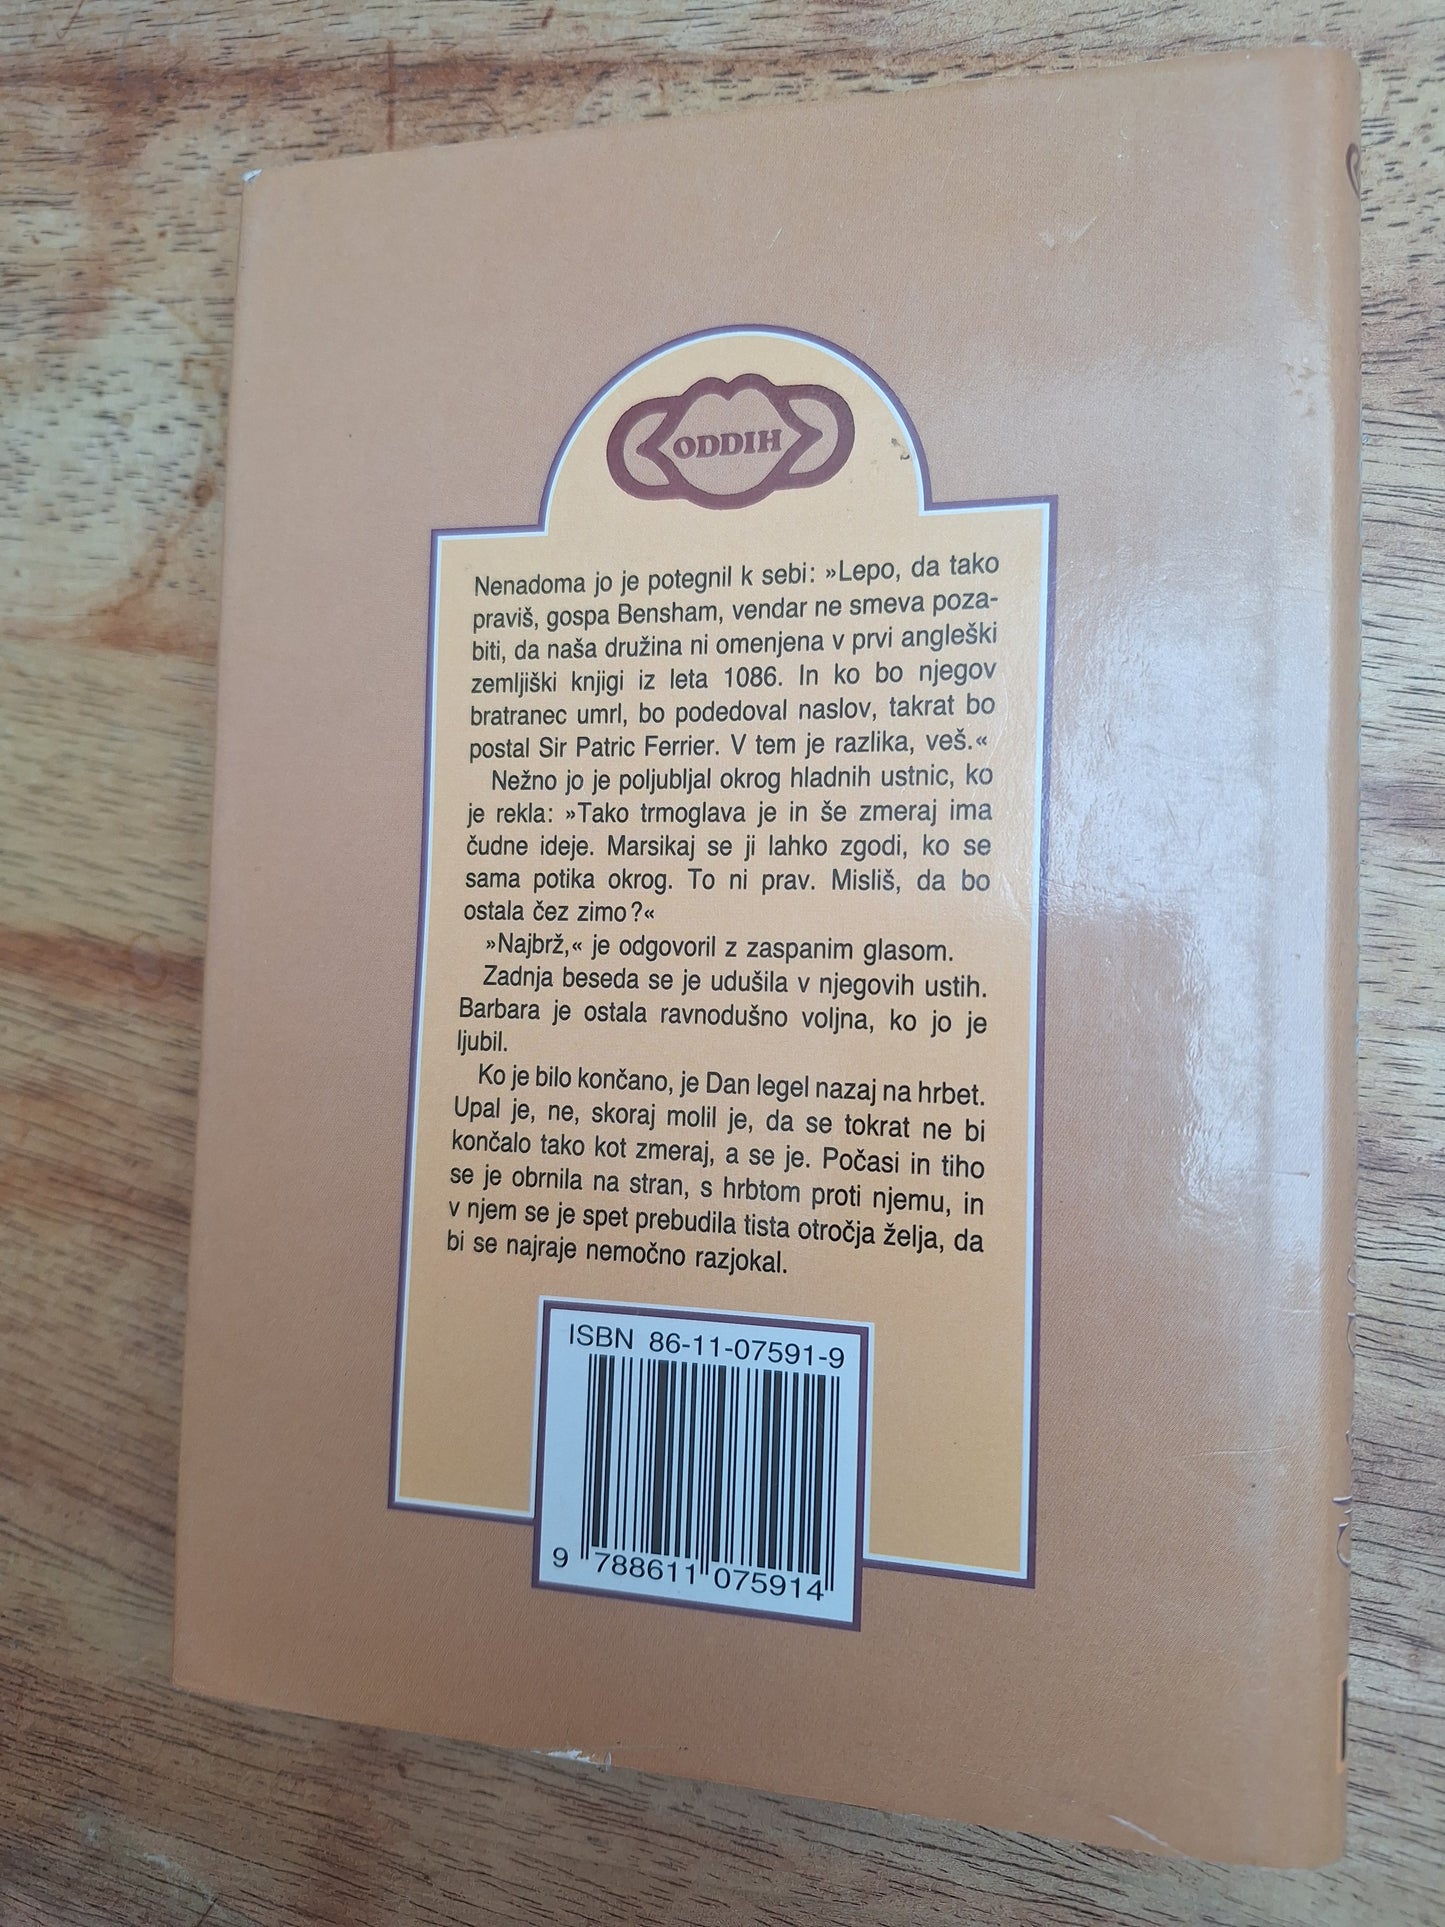 ODDIH
Nenadoma jo je potegnil k sebi: »Lepo, da tako
praviš, gospa Bensham, vendar ne smeva poza-
biti, da naša družina ni omenjena v prvi angleški
zemljiški knjigi iz leta 1086. In ko bo njegov
bratranec umrl, bo podedoval naslov, takrat bo
postal Sir Patric Ferrier. V tem je razlika, veš.«
Nežno jo je poljubljal okrog hladnih ustnic, ko
je rekla: »Tako trmoglava je in še zmeraj ima
čudne ideje. Marsikaj se ji lahko zgodi, ko se
sama potika okrog. To ni prav. Misliš, da bo
ostala čez zimo?«
»Najbrž,« je odgovoril z zaspanim glasom.
Zadnja beseda se je udušila v njegovih ustih.
Barbara je ostala ravnodušno voljna, ko jo je
ljubil.
Ko je bilo končano, je Dan legel nazaj na hrbet.
Upal je, ne, skoraj molil je, da se tokrat ne bi
končalo tako kot zmeraj, a se je. Počasi in tiho
se je obrnila na stran, s hrbtom proti njemu, in
v njem se je spet prebudila tista otročja želja, da
bi se najraje nemočno razjokal.
ISBN 86-11-07591-9
9 788611 075914